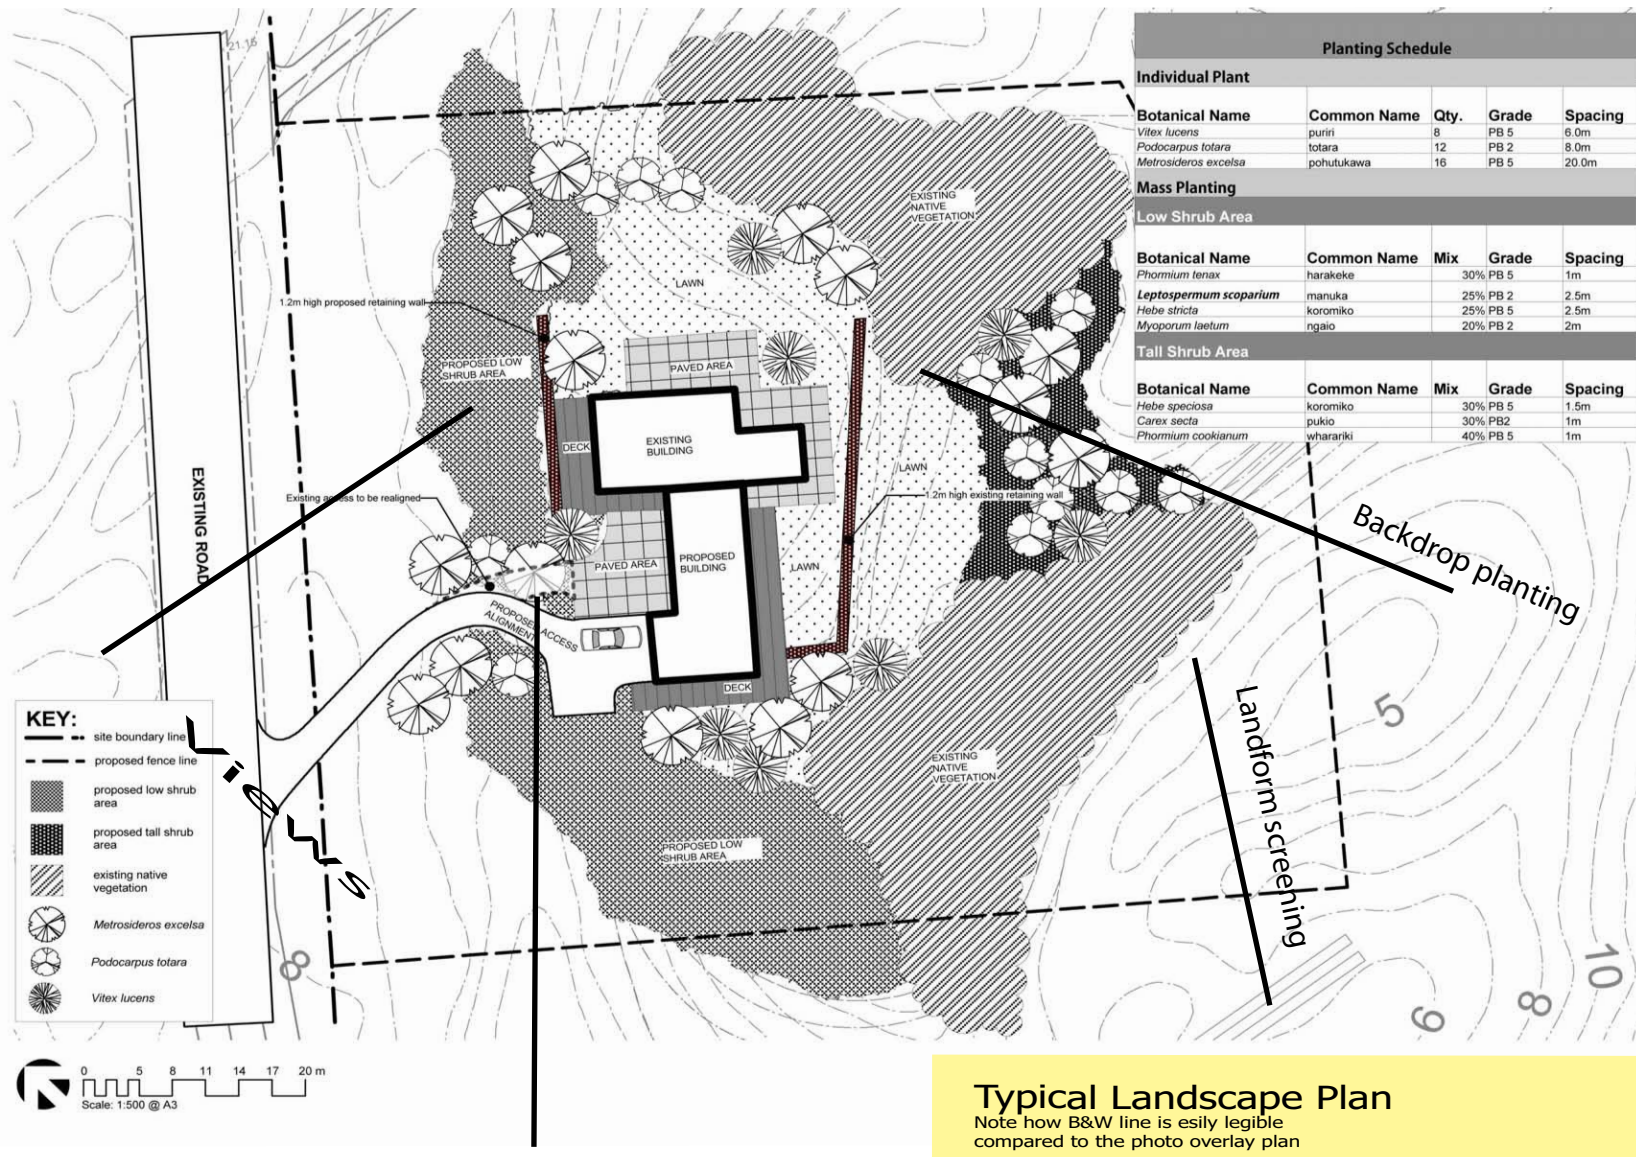 21.15
Planting Schedule
Individual Plant
Botanical Name Common Name Qty. Grade Spacing
Vitex lucens puriri 8 PB 5 6.0m
Podocarpus totara totara 12 PB 2 8.0m
Metrosideros excelsa pohutukawa 16 PB 5 20.0m
Mass Planting
Low Shrub Area
Botanical Name Common Name Mix Grade Spacing
Phormium tenax harakeke 30% PB 5 1m
Leptospermum scoparium manuka 25% PB 2 2.5m
Hebe stricta koromiko 25% PB 5 2.5m
Myoporum laetum ngaio 20% PB 2 2m
Tall Shrub Area
Botanical Name Common Name Mix Grade Spacing
Hebe speciosa koromiko 30% PB 5 1.5m
Carex secta pukio 30% PB2 1m
Phormium cookianum wharariki 40% PB 5 1m
EXISTING
NATIVE
VEGETATION
LAWN
1.2m high proposed retaining wall
PROPOSED LOW
SHRUB AREA
PAVED AREA
DECK
EXISTING
BUILDING
LAWN
1.2m high existing retaining wall
Existing access to be realigned
EXISTING ROAD
PAVED AREA
PROPOSED
BUILDING
LAWN
PROPOSED ACCESS
ALIGNMENT
DECK
Backdrop planting
Landform screening
Views
EXISTING
NATIVE
VEGETATION
PROPOSED LOW
SHRUB AREA
5
10
8
6
8
KEY:
site boundary line
proposed fence line
proposed low shrub
area
proposed tall shrub
area
existing native
vegetation
Metrosideros excelsa
Podocarpus totara
Vitex lucens
0 5 8 11 14 17 20 m
Scale: 1:500 @ A3
Typical Landscape Plan
Note how B&W line is esily legible
compared to the photo overlay plan